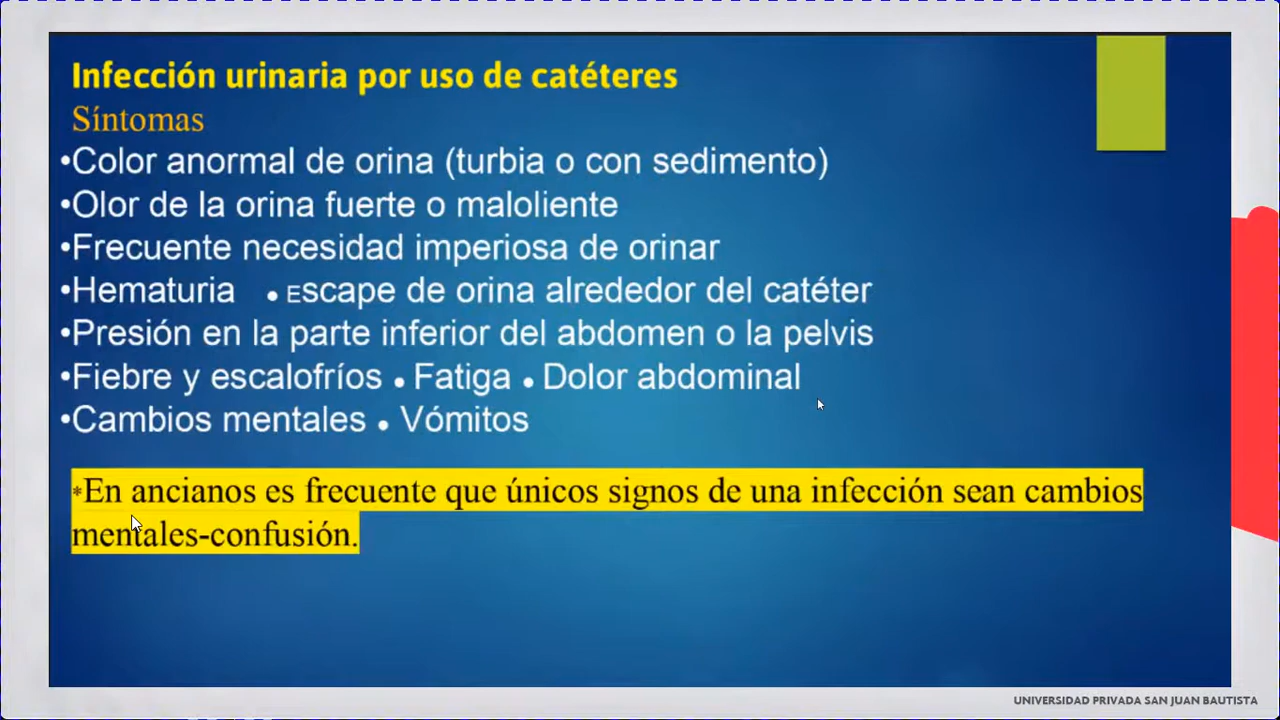 Infección urinaria por uso de catéteres
Síntomas
•Color anormal de orina (turbia o con sedimento)
•Olor de la orina fuerte o maloliente
•Frecuente necesidad imperiosa de orinar
•Hematuria • Escape de orina alrededor del catéter
•Presión en la parte inferior del abdomen o la pelvis
•Fiebre y escalofríos • Fatiga • Dolor abdominal
•Cambios mentales • Vómitos
*En ancianos es frecuente que únicos signos de una infección sean cambios
mentales-confusión.
UNIVERSIDAD PRIVADA SAN JUAN BAUTISTA